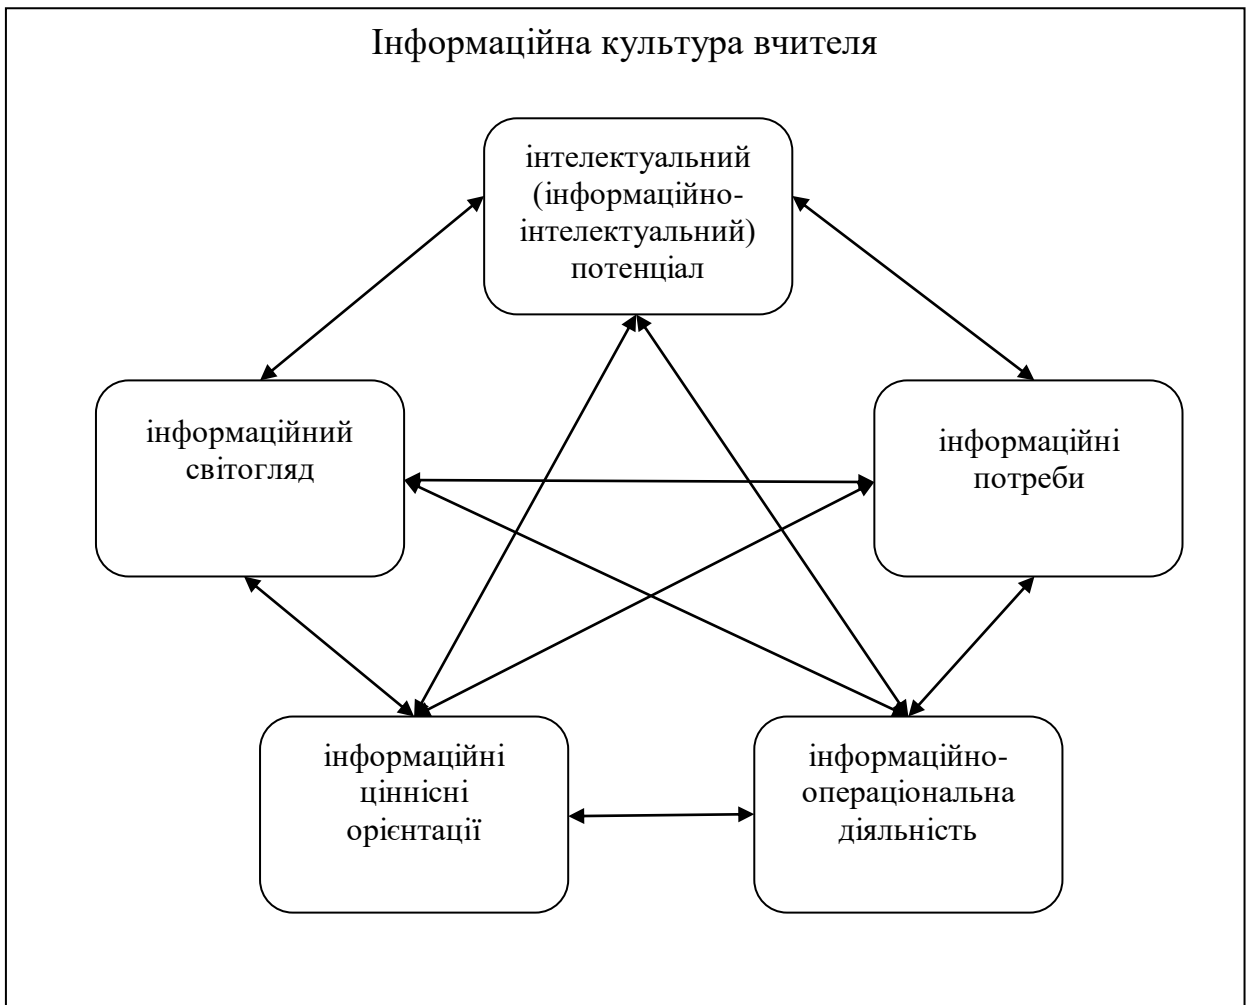 Інформаційна культура вчителя
інтелектуальний
(інформаційно-
інтелектуальний)
потенціал
інформаційний
світогляд
інформаційні
потреби
інформаційні
ціннісні
орієнтації
інформаційно-
операціональна
діяльність